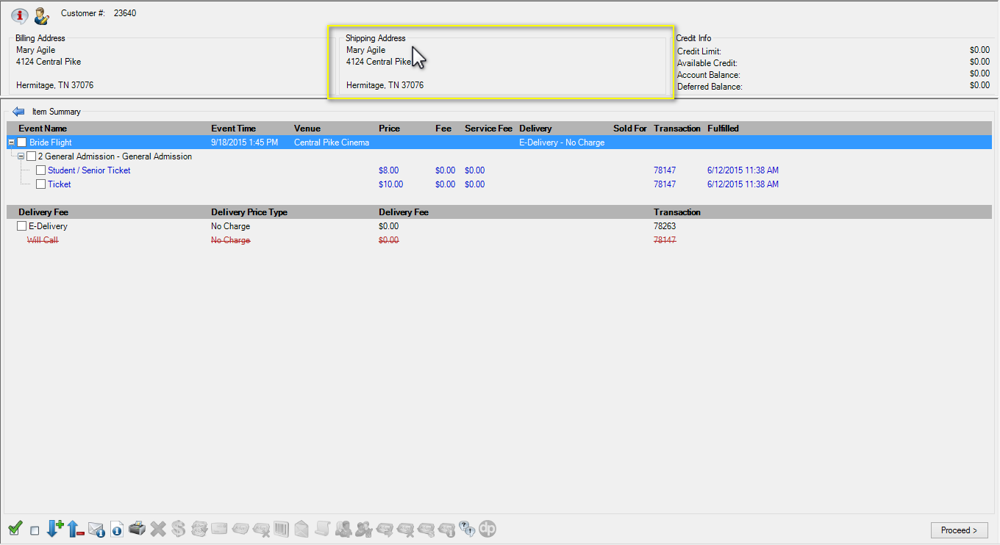 Customer #: 23640
Billing Address
Mary Agile
4124 Central Pike
Hermitage, TN 37076
Shipping Address
Mary Agile
4124 Central Pike
Hermitage, TN 37076
Credit Info
Credit Limit: $0.00
Available Credit: $0.00
Account Balance: $0.00
Deferred Balance: $0.00
Item Summary
Event Name Event Time Venue Price Fee Service Fee Delivery Sold For Transaction Fulfilled
Bride Flight 9/18/2015 1:45 PM Central Pike Cinema E-Delivery - No Charge
2 General Admission - General Admission
Student / Senior Ticket $8.00 $0.00 $0.00 78147 6/12/2015 11:38 AM
Ticket $10.00 $0.00 $0.00 78147 6/12/2015 11:38 AM
Delivery Fee Delivery Price Type Delivery Fee Transaction
E-Delivery No Charge $0.00 78263
Will Call No Charge $0.00 78147
dp
Proceed >